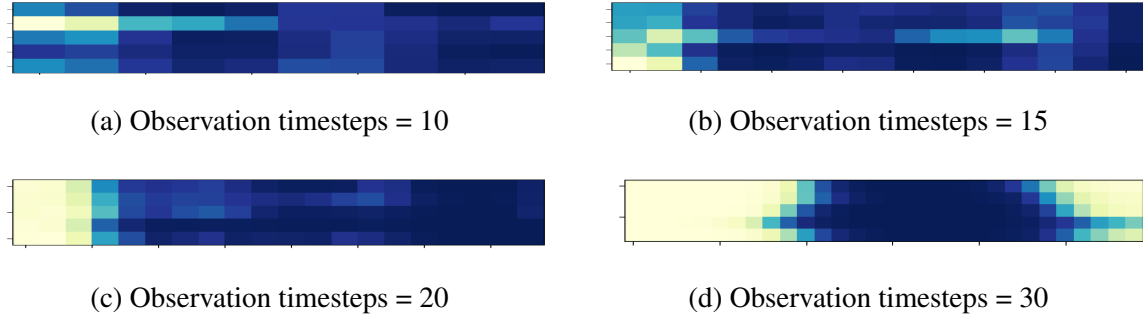 (a) Observation timesteps = 10
(b) Observation timesteps = 15
(c) Observation timesteps = 20
(d) Observation timesteps = 30